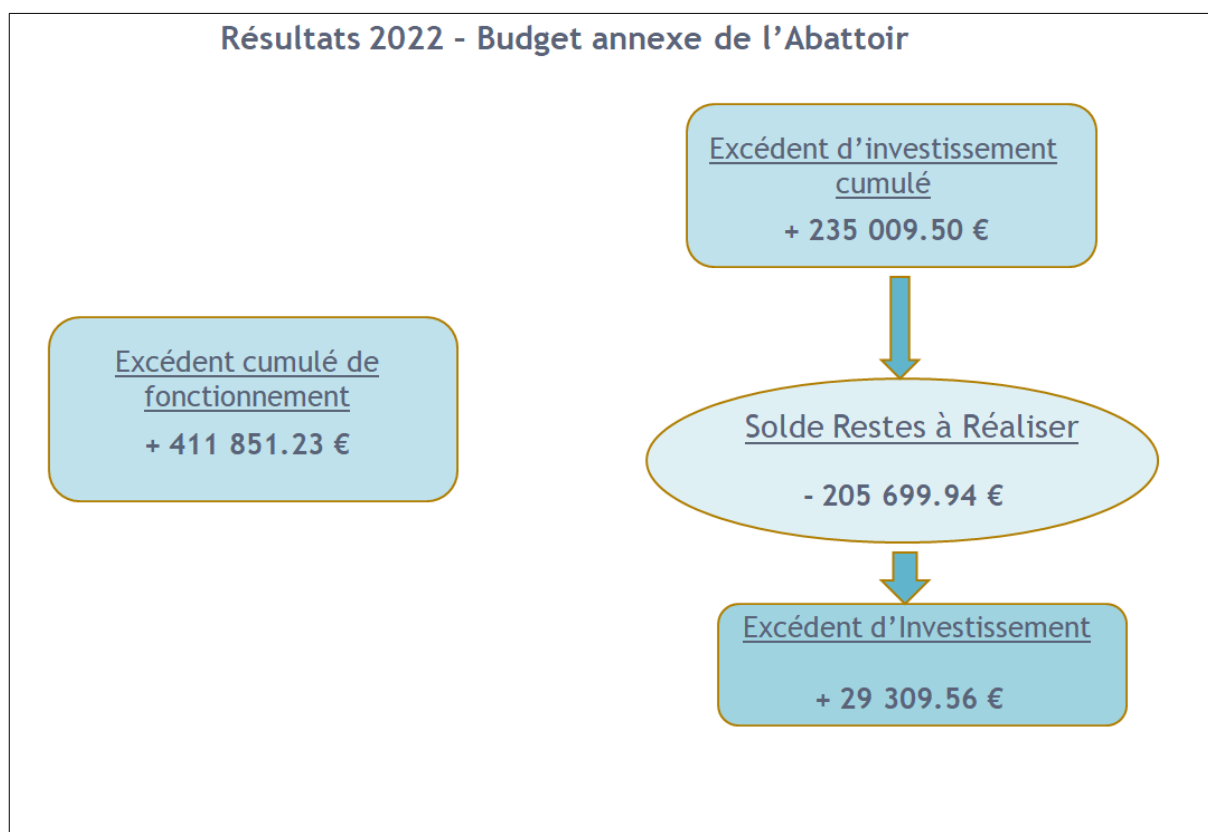 Résultats 2022 – Budget annexe de l’Abattoir
Excédent d’investissement
cumulé
+ 235 009.50 €
Excédent cumulé de
fonctionnement
+ 411 851.23 €
Solde Restes à Réaliser
- 205 699.94 €
Excédent d’Investissement
+ 29 309.56 €